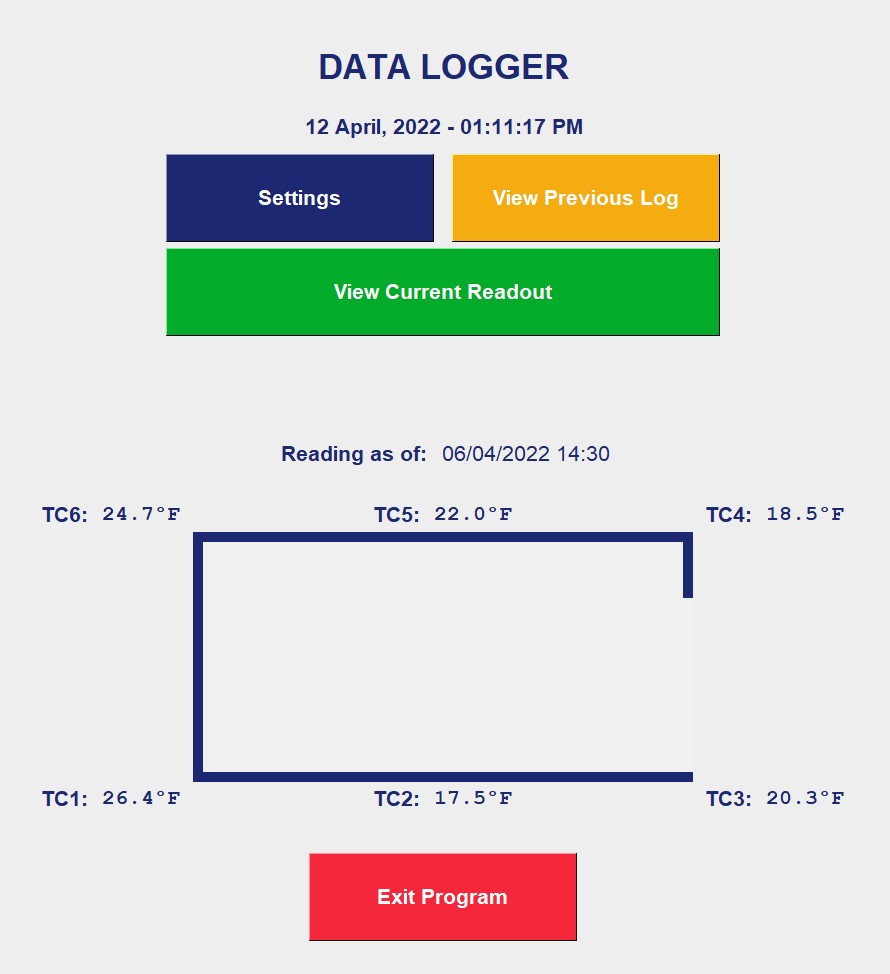 DATA LOGGER
12 April, 2022 - 01:11:17 PM
Settings View Previous Log
View Current Readout
Reading as of: 06/04/2022 14:30
TC6: 24.7°F TC5: 22.0°F TC4: 18.5°F
TC1: 26.4°F TC2: 17.5°F TC3: 20.3°F
Exit Program